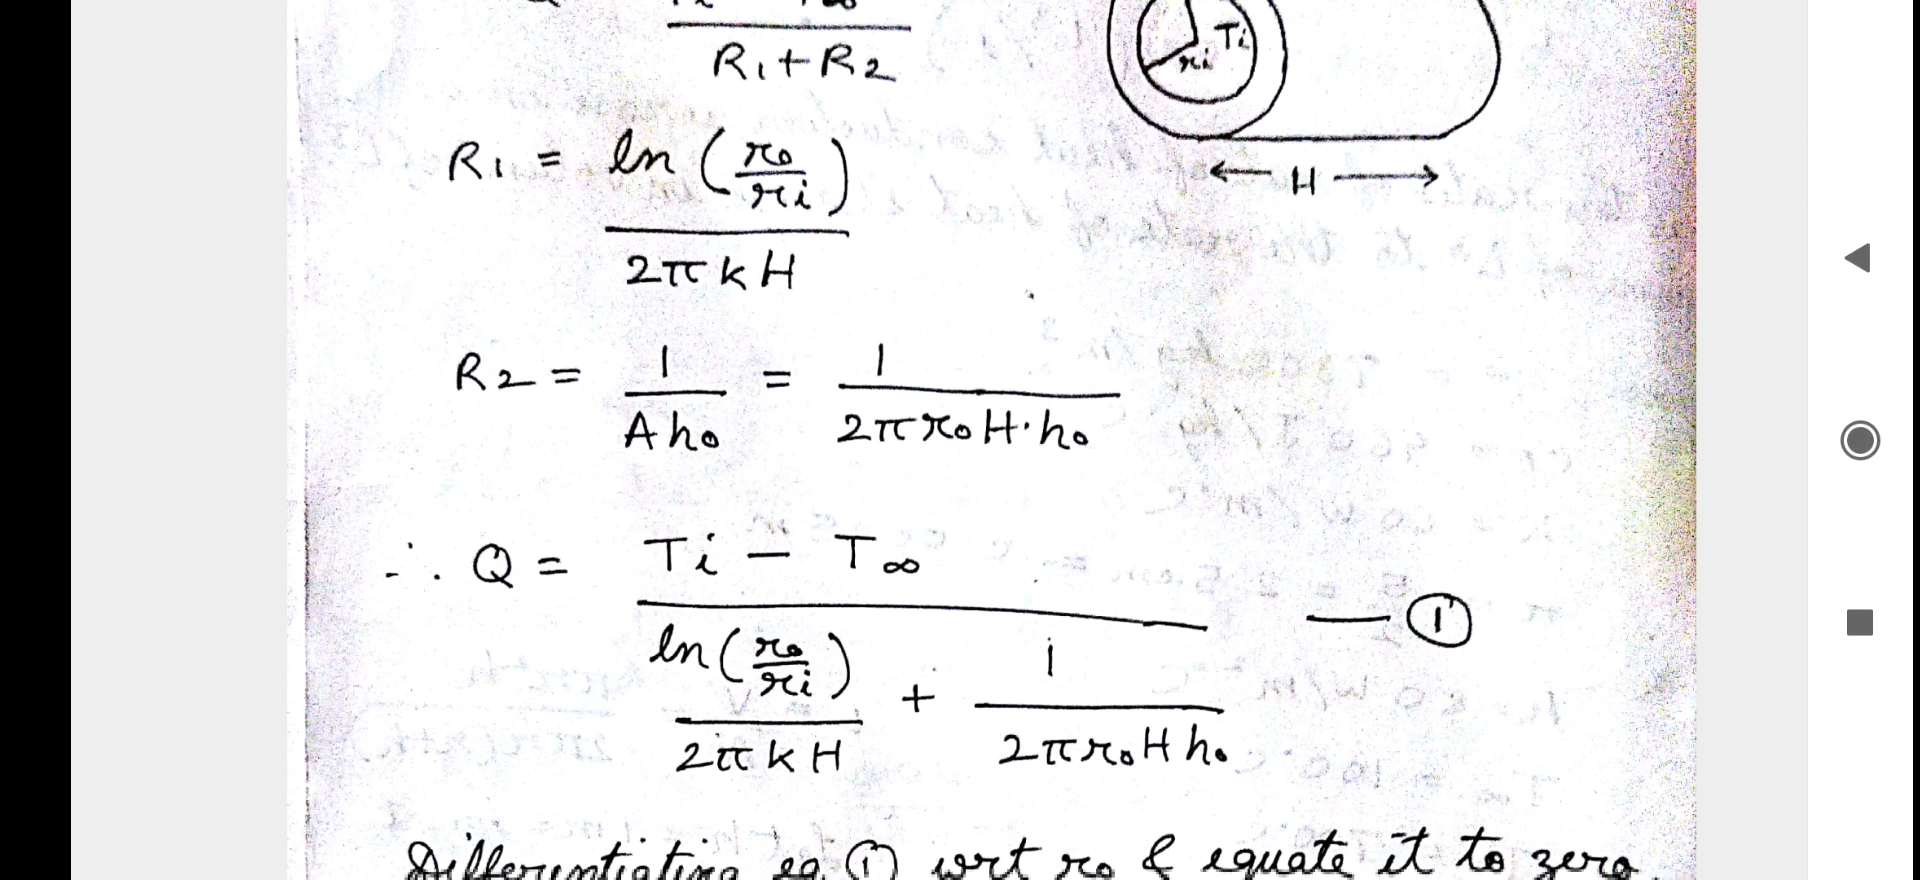 R1+R2
Ti
ri
R1 = ln (ro/ri) / 2πkH
← H →
R2 = 1 / Aho = 1 / 2πroH·ho
∴ Q = Ti − T∞ / ln(ro/ri) / 2πkH + 1 / 2πroHho — ①
Differentiating eq. ① wrt ro & equate it to zero.